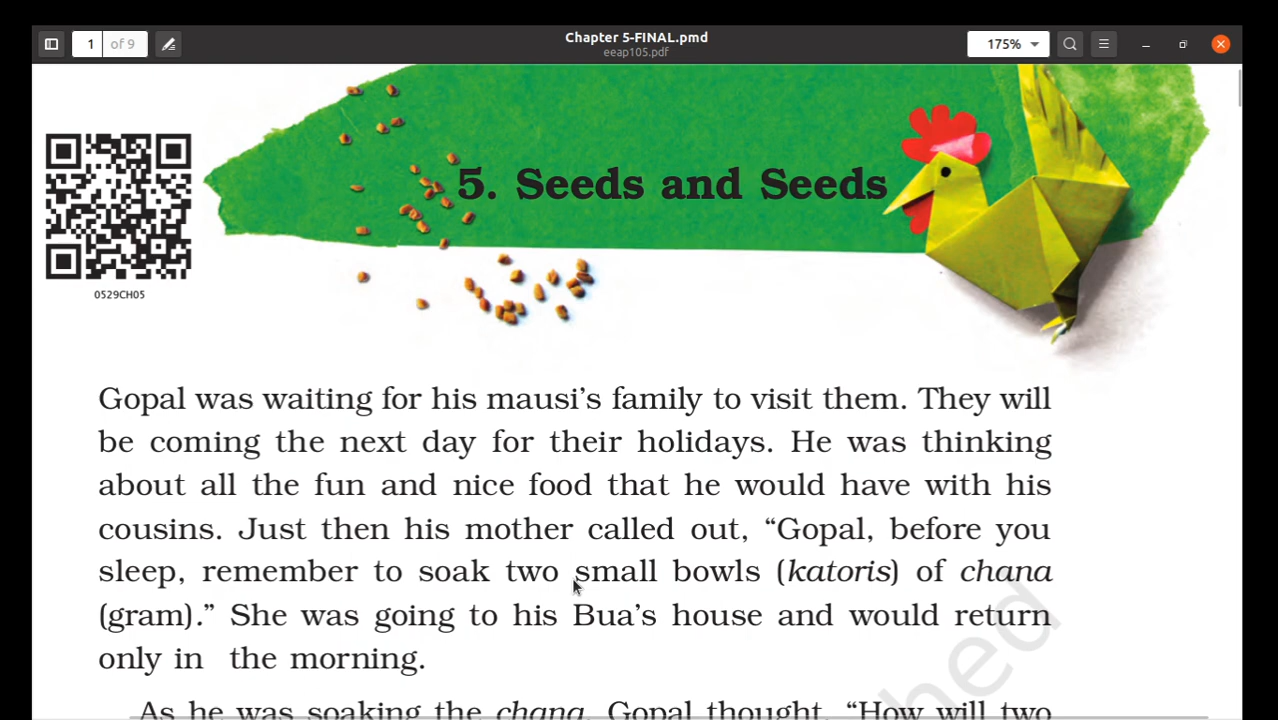 1 of 9
Chapter 5-FINAL.pmd
eeap105.pdf
175%
5. Seeds and Seeds
0529CH05
Gopal was waiting for his mausi's family to visit them. They will
be coming the next day for their holidays. He was thinking
about all the fun and nice food that he would have with his
cousins. Just then his mother called out, “Gopal, before you
sleep, remember to soak two small bowls (katoris) of chana
(gram).” She was going to his Bua's house and would return
only in the morning.
As he was soaking the chana, Gopal thought, “How will two